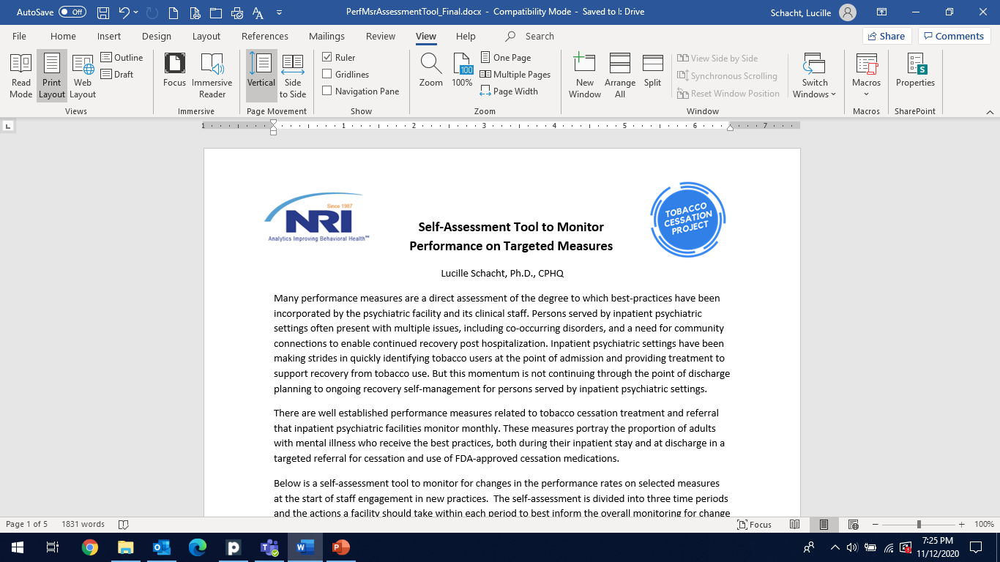 AutoSave Off
PerfMsrAssessmentTool_Final.docx - Compatibility Mode - Saved to I: Drive
Schacht, Lucille
File Home Insert Design Layout References Mailings Review View Help Search
Share Comments
Read Mode
Print Layout
Web Layout
Outline
Draft
Views
Focus
Immersive Reader
Immersive
Vertical
Side to Side
Page Movement
Ruler
Gridlines
Navigation Pane
Show
Zoom
100
100%
One Page
Multiple Pages
Page Width
Zoom
New Window
Arrange All
Split
View Side by Side
Synchronous Scrolling
Reset Window Position
Switch Windows
Window
Macros
Macros
Properties
SharePoint
1 1 2 3 4 5 6 7
Since 1987
NRI
Analytics Improving Behavioral Health℠
TOBACCO
CESSATION
PROJECT
Self-Assessment Tool to Monitor
Performance on Targeted Measures
Lucille Schacht, Ph.D., CPHQ
Many performance measures are a direct assessment of the degree to which best-practices have been
incorporated by the psychiatric facility and its clinical staff. Persons served by inpatient psychiatric
settings often present with multiple issues, including co-occurring disorders, and a need for community
connections to enable continued recovery post hospitalization. Inpatient psychiatric settings have been
making strides in quickly identifying tobacco users at the point of admission and providing treatment to
support recovery from tobacco use. But this momentum is not continuing through the point of discharge
planning to ongoing recovery self-management for persons served by inpatient psychiatric settings.
There are well established performance measures related to tobacco cessation treatment and referral
that inpatient psychiatric facilities monitor monthly. These measures portray the proportion of adults
with mental illness who receive the best practices, both during their inpatient stay and at discharge in a
targeted referral for cessation and use of FDA-approved cessation medications.
Below is a self-assessment tool to monitor for changes in the performance rates on selected measures
at the start of staff engagement in new practices.  The self-assessment is divided into three time periods
and the actions a facility should take within each period to best inform the overall monitoring for change
Page 1 of 5 1831 words
Focus
100%
7:25 PM
11/12/2020